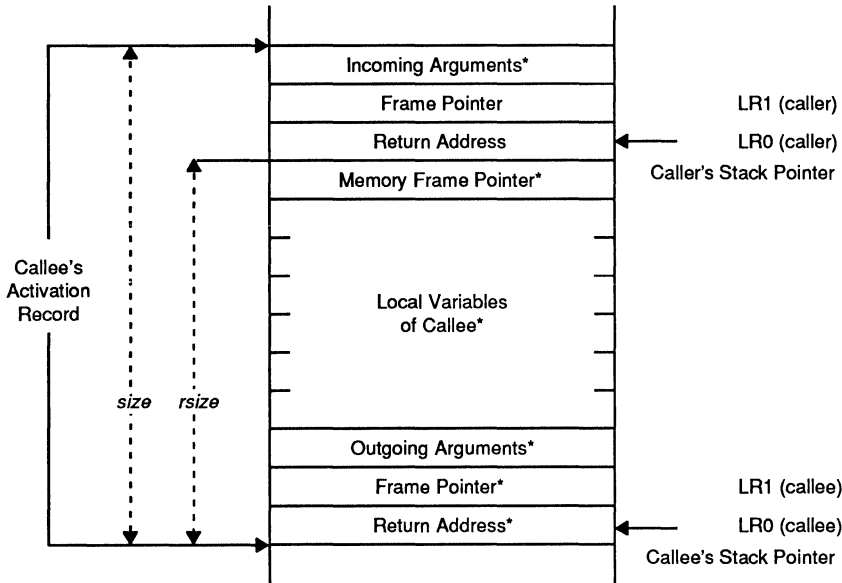 Incoming Arguments*
Frame Pointer
LR1 (caller)
Return Address
LR0 (caller)
Caller's Stack Pointer
Memory Frame Pointer*
Callee's
Activation
Record
Local Variables
of Callee*
size
rsize
Outgoing Arguments*
Frame Pointer*
LR1 (callee)
Return Address*
LR0 (callee)
Callee's Stack Pointer